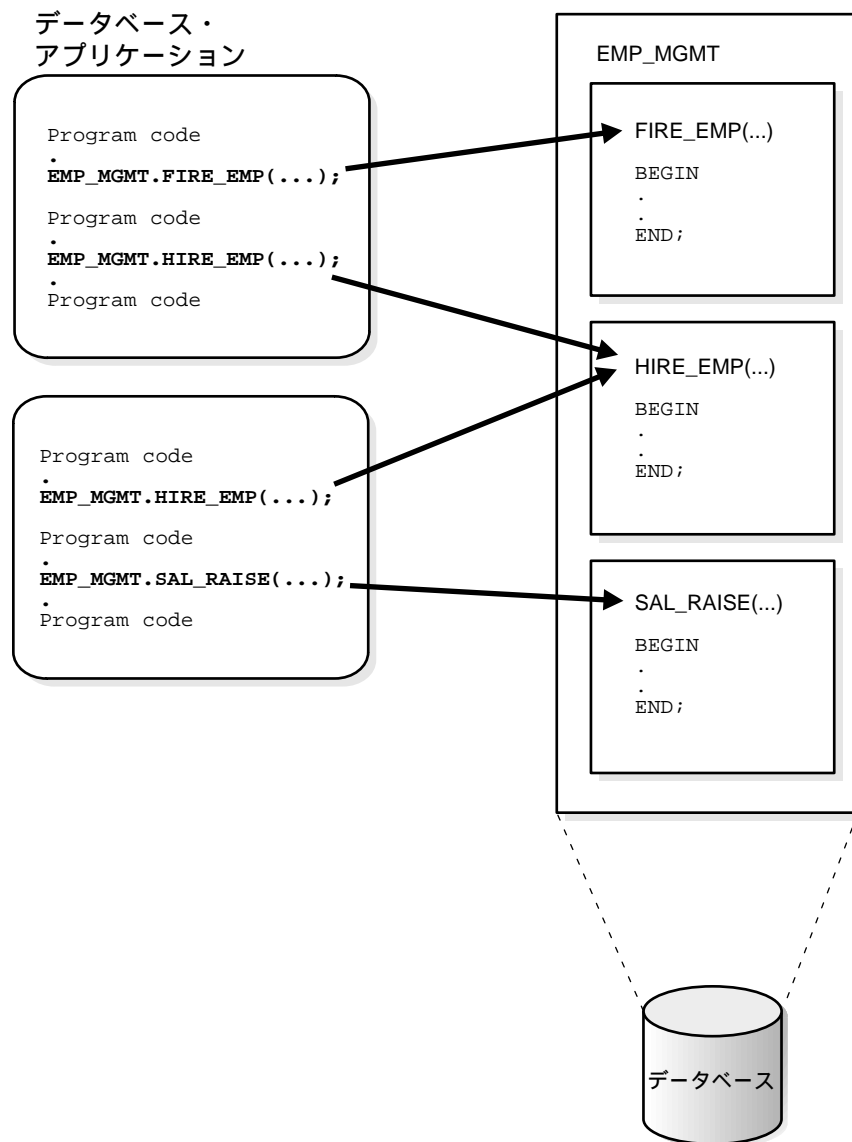 データベース・
アプリケーション
Program code
.
EMP_MGMT.FIRE_EMP(...);
Program code
.
EMP_MGMT.HIRE_EMP(...);
.
Program code
Program code
.
EMP_MGMT.HIRE_EMP(...);
Program code
.
EMP_MGMT.SAL_RAISE(...);
.
Program code
EMP_MGMT
FIRE_EMP(...)
BEGIN
.
.
END;
HIRE_EMP(...)
BEGIN
.
.
END;
SAL_RAISE(...)
BEGIN
.
.
END;
データベース